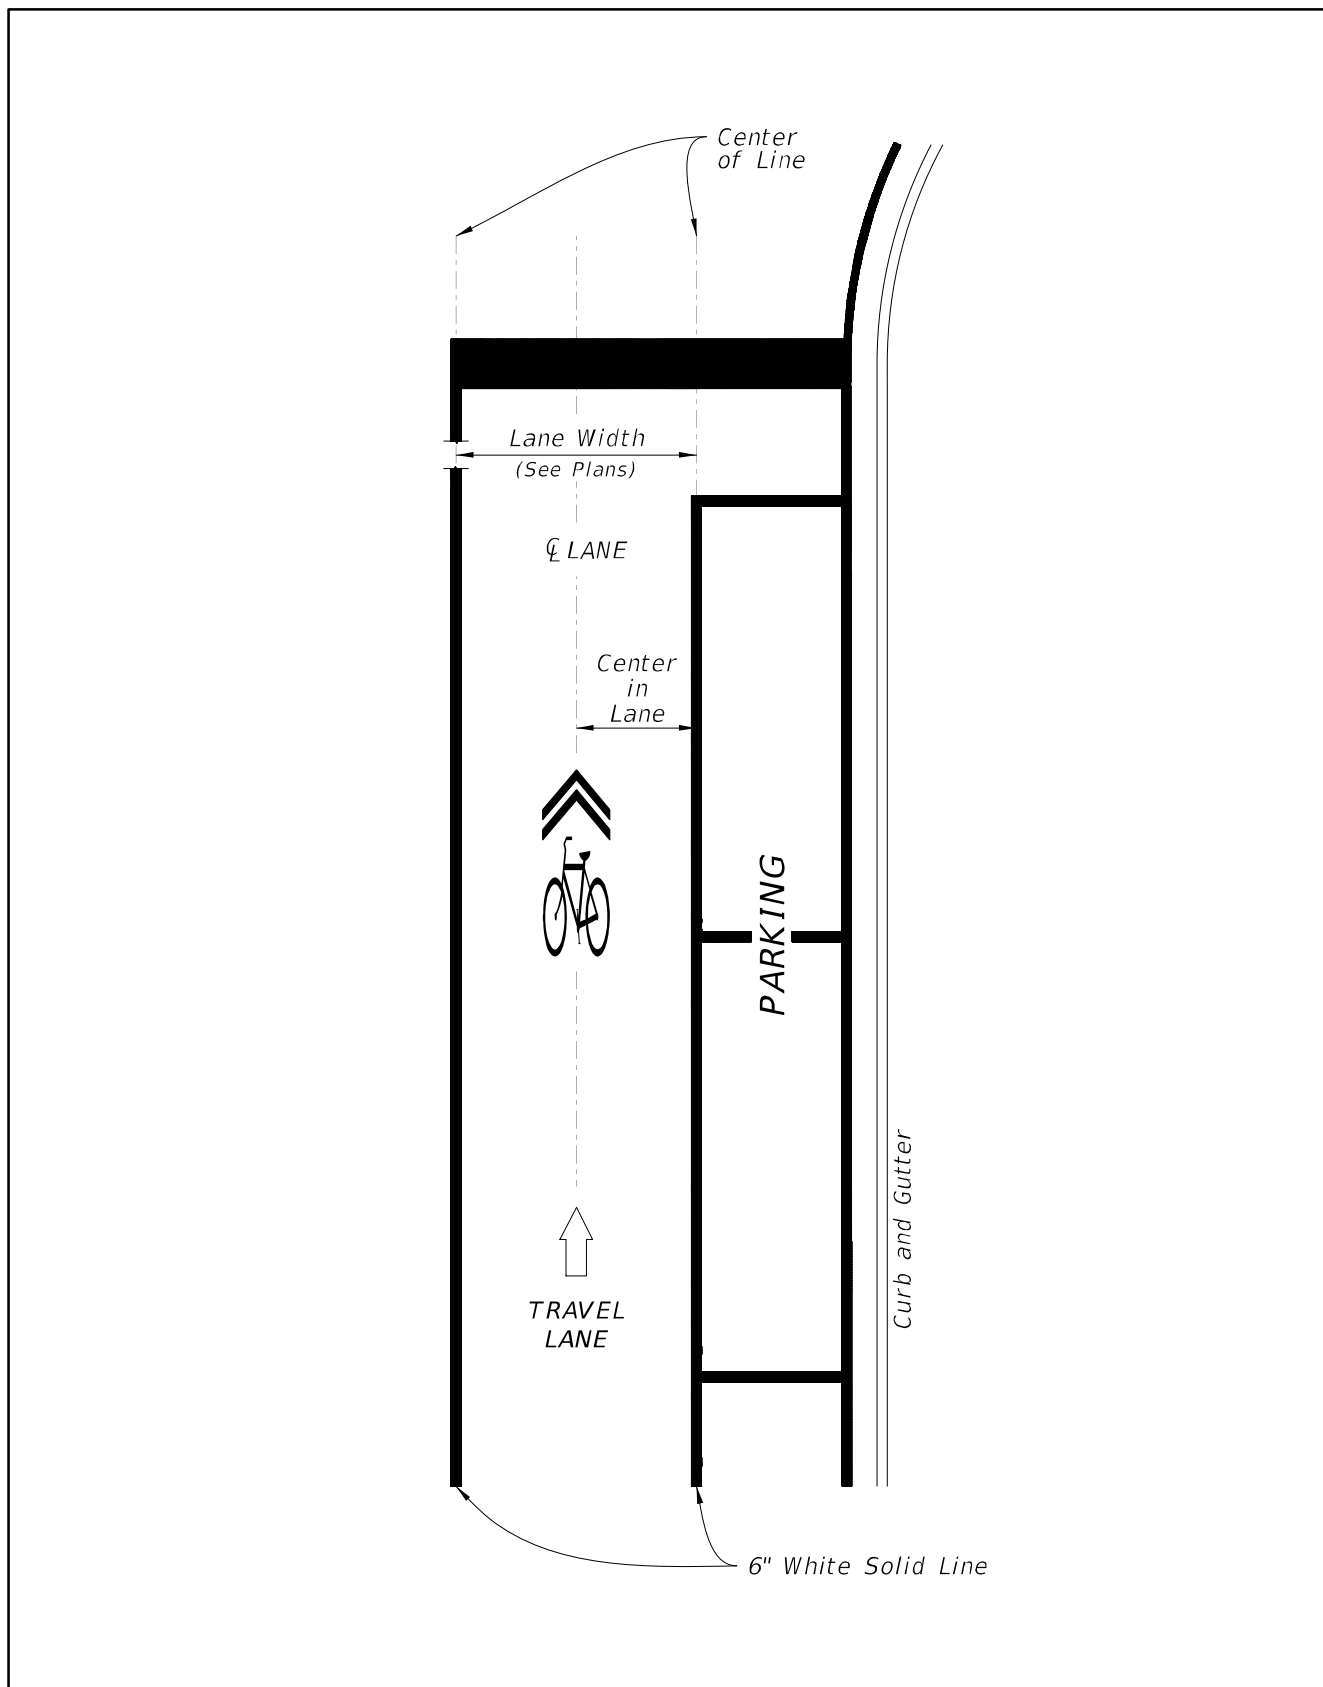 Center
of Line
Lane Width
(See Plans)
℄ LANE
Center
in
Lane
PARKING
Curb and Gutter
TRAVEL
LANE
6" White Solid Line